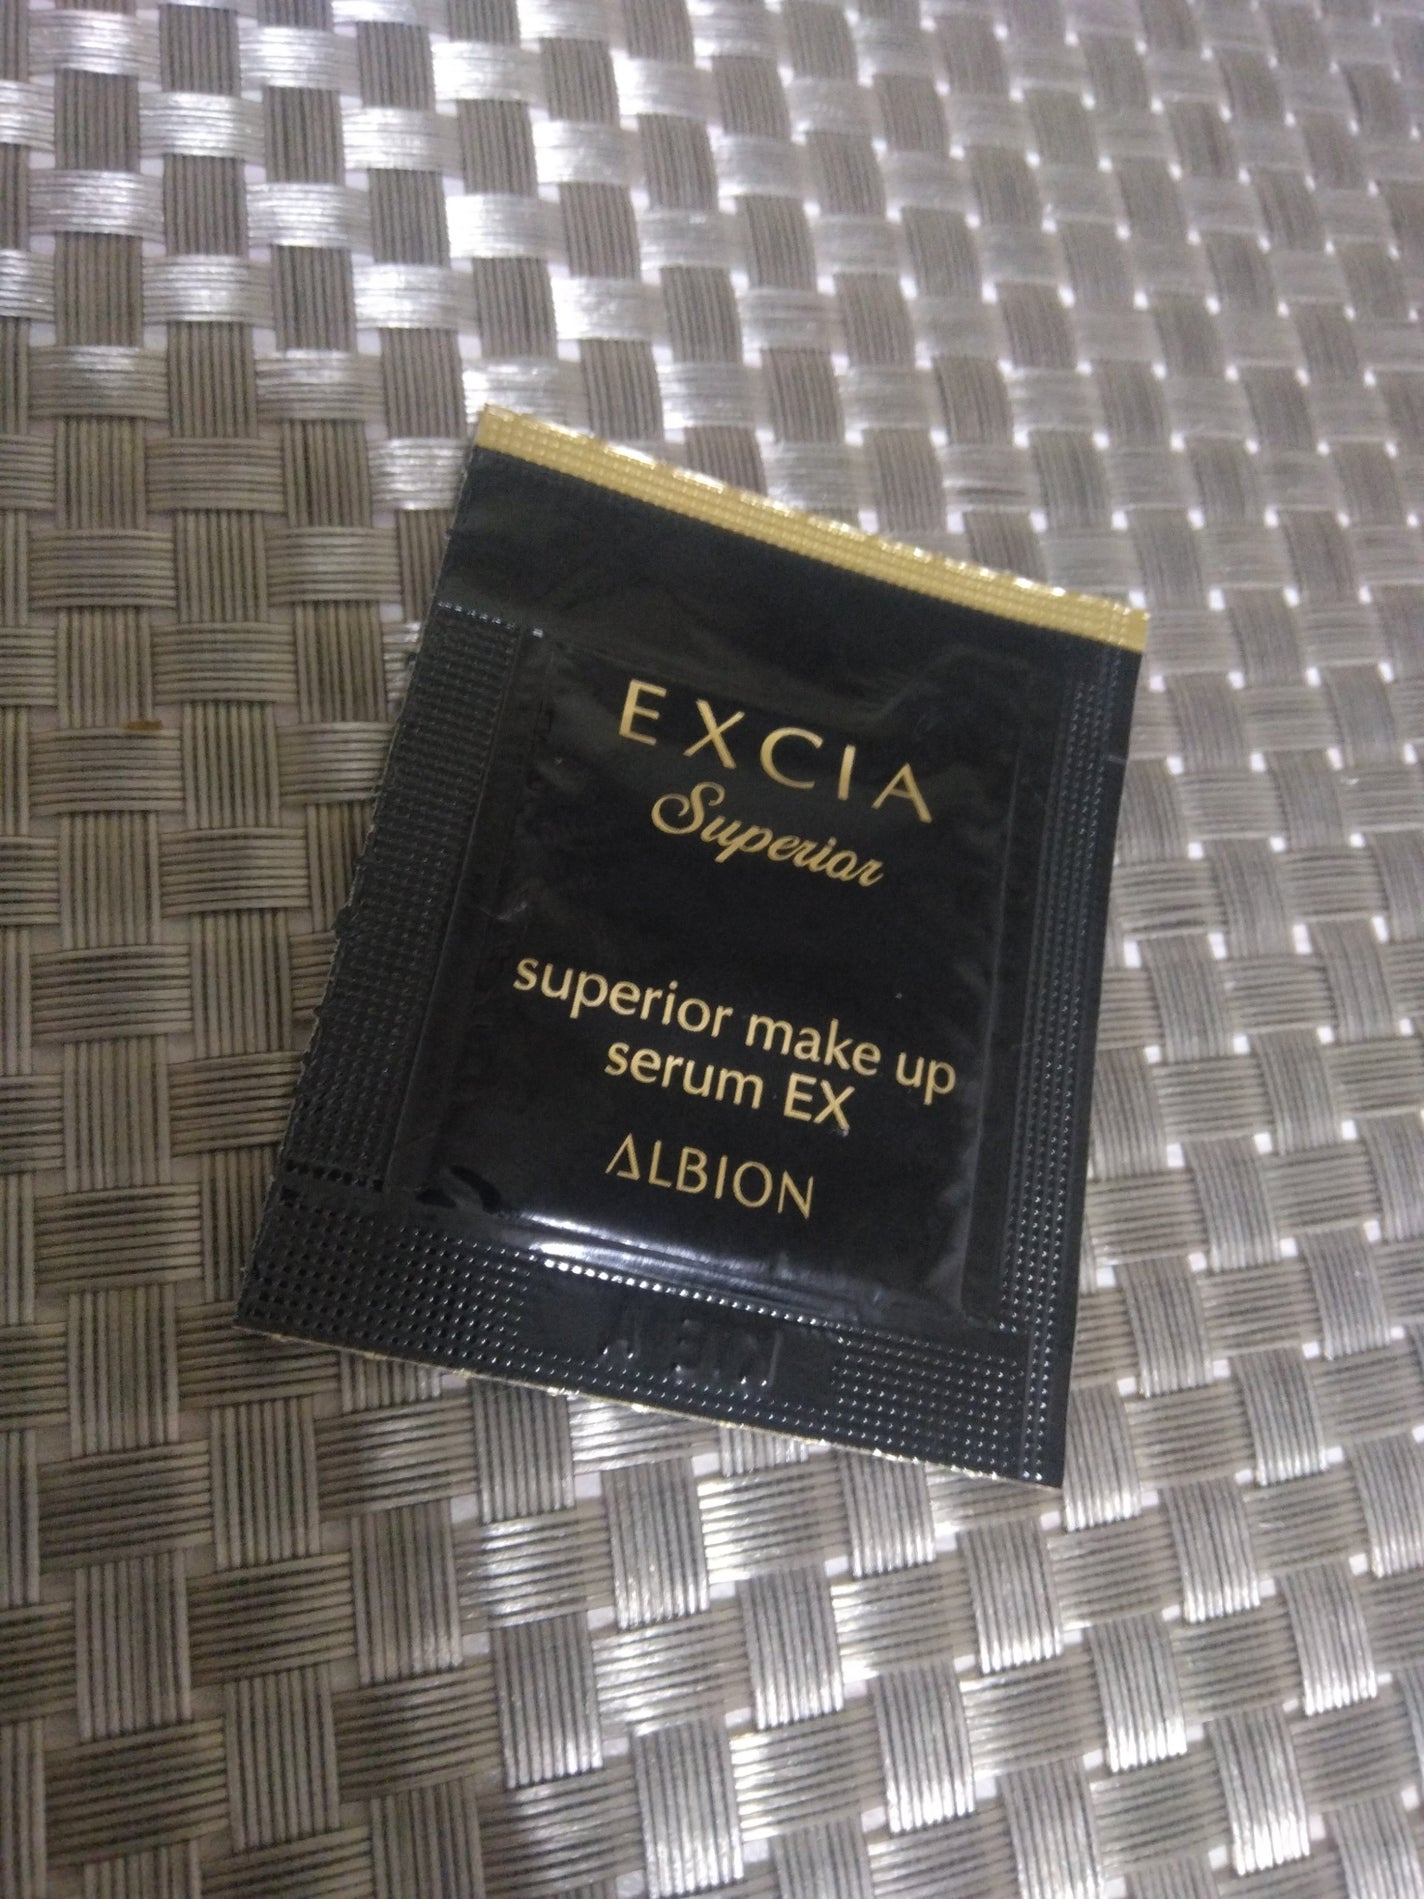 EXCIA
Superior
superior make up
serum EX
ALBION